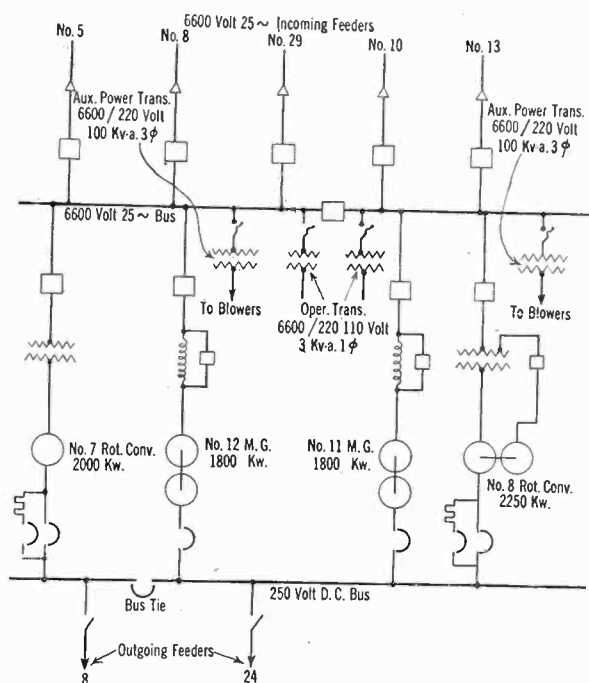 6600 Volt 25~ Incoming Feeders
No. 5
No. 8
No. 29
No. 10
No. 13
Aux. Power Trans.
6600/220 Volt
100 Kv-a. 3ϕ
Aux. Power Trans.
6600/220 Volt
100 Kv-a. 3ϕ
6600 Volt 25~ Bus
To Blowers
Oper. Trans.
6600/220 110 Volt
3 Kv-a. 1ϕ
To Blowers
No. 7 Rot. Conv.
2000 Kw.
No. 12 M. G.
1800 Kw.
No. 11 M. G.
1800 Kw.
No. 8 Rot. Conv.
2250 Kw.
250 Volt D. C. Bus
Bus Tie
Outgoing Feeders
8
24